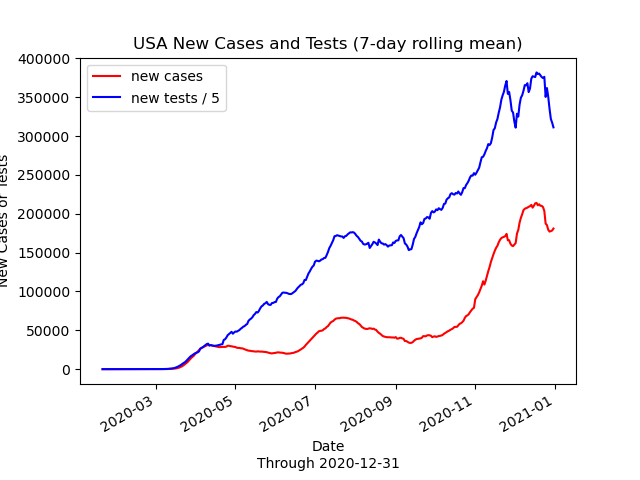 USA New Cases and Tests (7-day rolling mean)
new cases
new tests / 5
400000
350000
300000
250000
200000
150000
100000
50000
0
New Cases or Tests
2020-03
2020-05
2020-07
2020-09
2020-11
2021-01
Date
Through 2020-12-31